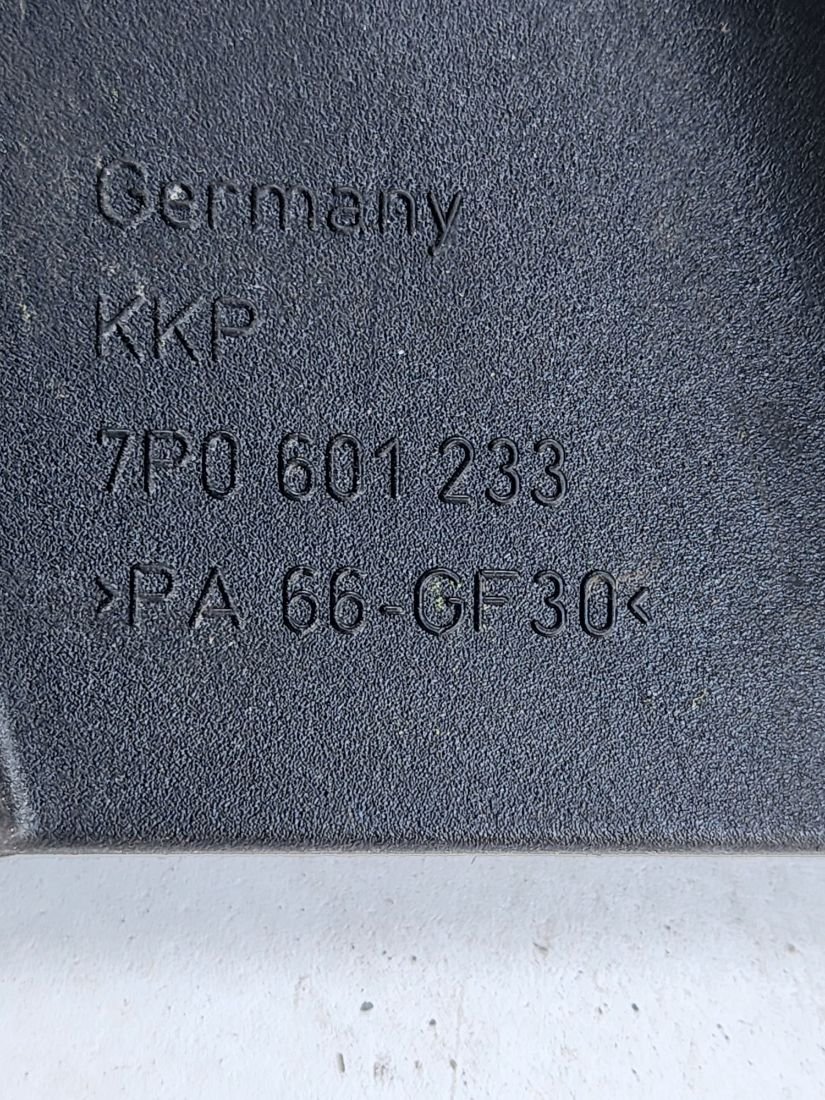 Germany
KKP
7P0 601 233
>PA 66-GF30<